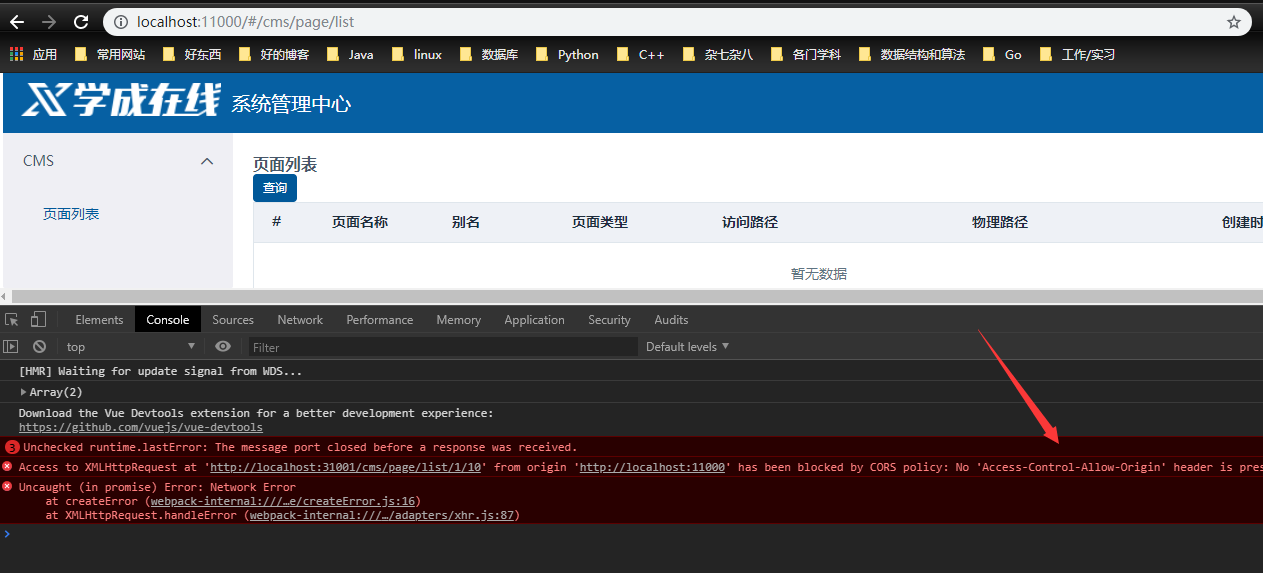 localhost:11000/#/cms/page/list
应用 常用网站 好东西 好的博客 Java linux 数据库 Python C++ 杂七杂八 各门学科 数据结构和算法 Go 工作/实习
学成在线 系统管理中心
CMS
页面列表
页面列表
查询
# 页面名称 别名 页面类型 访问路径 物理路径 创建时
暂无数据
Elements Console Sources Network Performance Memory Application Security Audits
top Filter Default levels
[HMR] Waiting for update signal from WDS...
Array(2)
Download the Vue Devtools extension for a better development experience:
https://github.com/vuejs/vue-devtools
3 Unchecked runtime.lastError: The message port closed before a response was received.
Access to XMLHttpRequest at 'http://localhost:31001/cms/page/list/1/10' from origin 'http://localhost:11000' has been blocked by CORS policy: No 'Access-Control-Allow-Origin' header is pres
Uncaught (in promise) Error: Network Error
at createError (webpack-internal:///…e/createError.js:16)
at XMLHttpRequest.handleError (webpack-internal:///…/adapters/xhr.js:87)